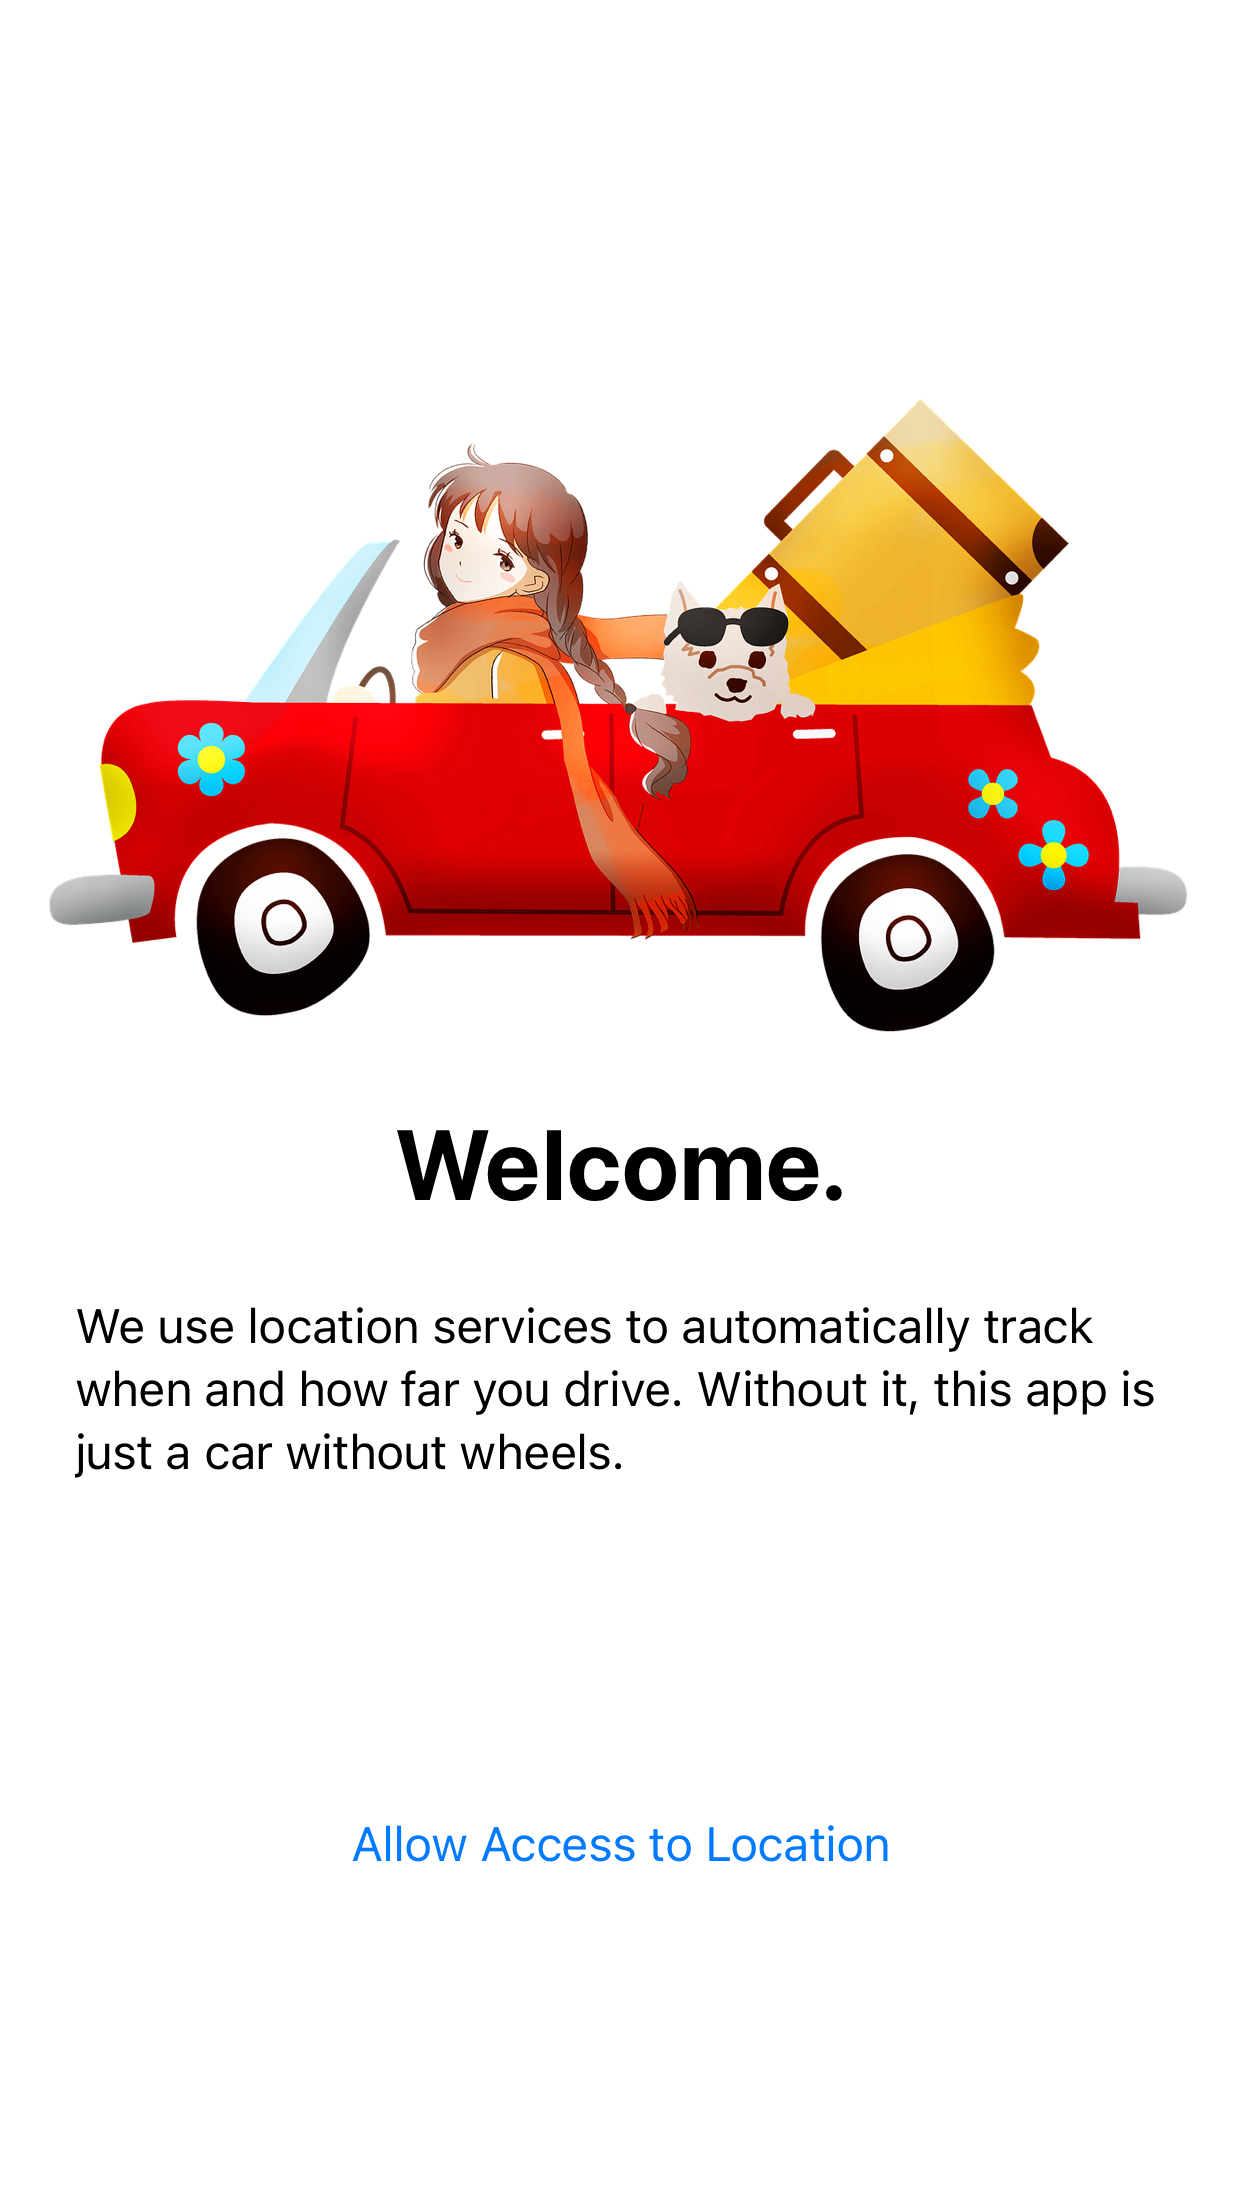 Welcome.
We use location services to automatically track
when and how far you drive. Without it, this app is
just a car without wheels.
Allow Access to Location